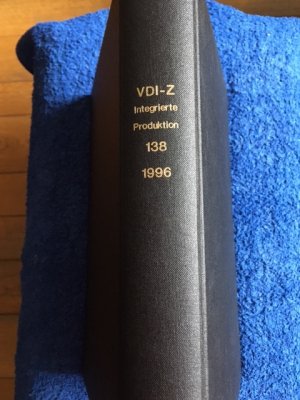 VDI-Z
Integrierte
Produktion
138
1996